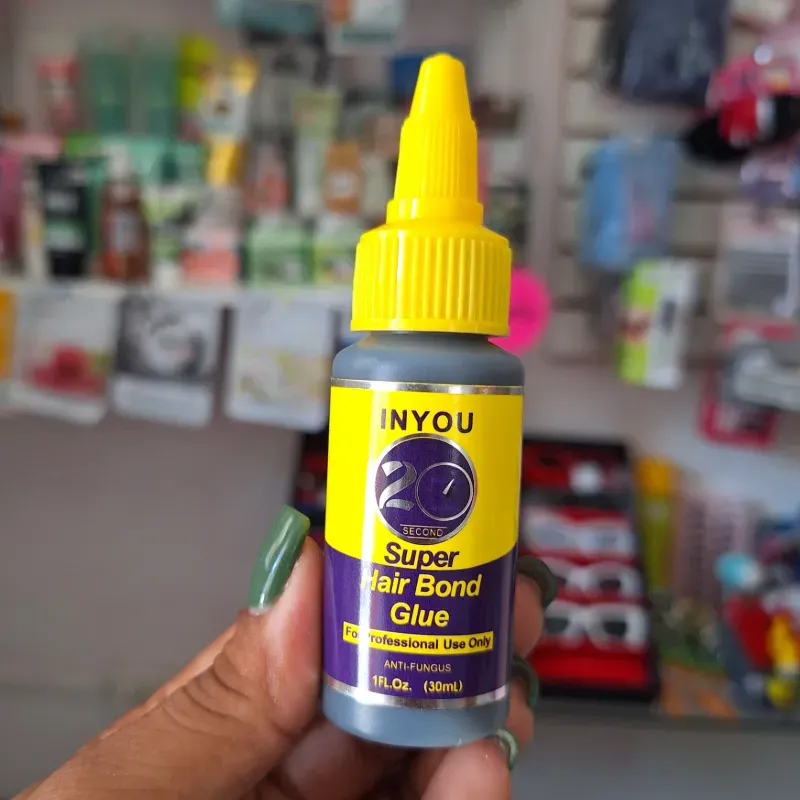 INYOU
20
SECOND
Super
Hair Bond
Glue
For Professional Use Only
ANTI-FUNGUS
1FL.Oz. (30mL)